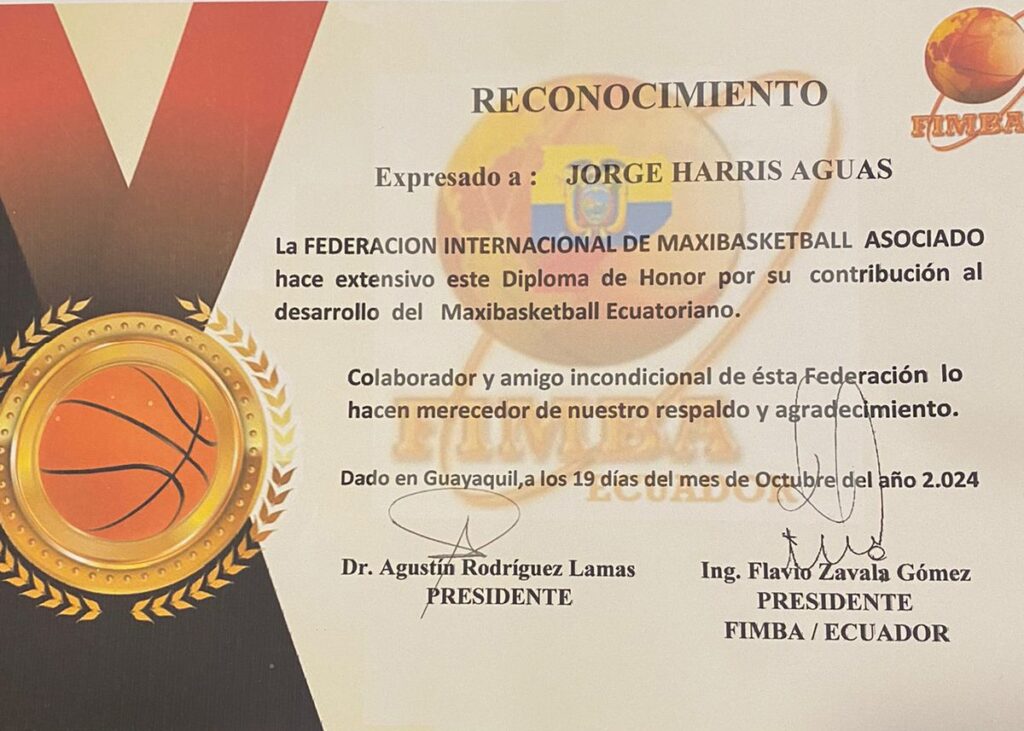 FIMBA
RECONOCIMIENTO
Expresado a : JORGE HARRIS AGUAS
La FEDERACION INTERNACIONAL DE MAXIBASKETBALL ASOCIADO
hace extensivo este Diploma de Honor por su contribución al
desarrollo del Maxibasketball Ecuatoriano.
Colaborador y amigo incondicional de ésta Federación lo
hacen merecedor de nuestro respaldo y agradecimiento.
FIMBA
ECUADOR
Dado en Guayaquil,a los 19 días del mes de Octubre del año 2.024
Dr. Agustín Rodríguez Lamas
PRESIDENTE
Ing. Flavio Zavala Gómez
PRESIDENTE
FIMBA / ECUADOR